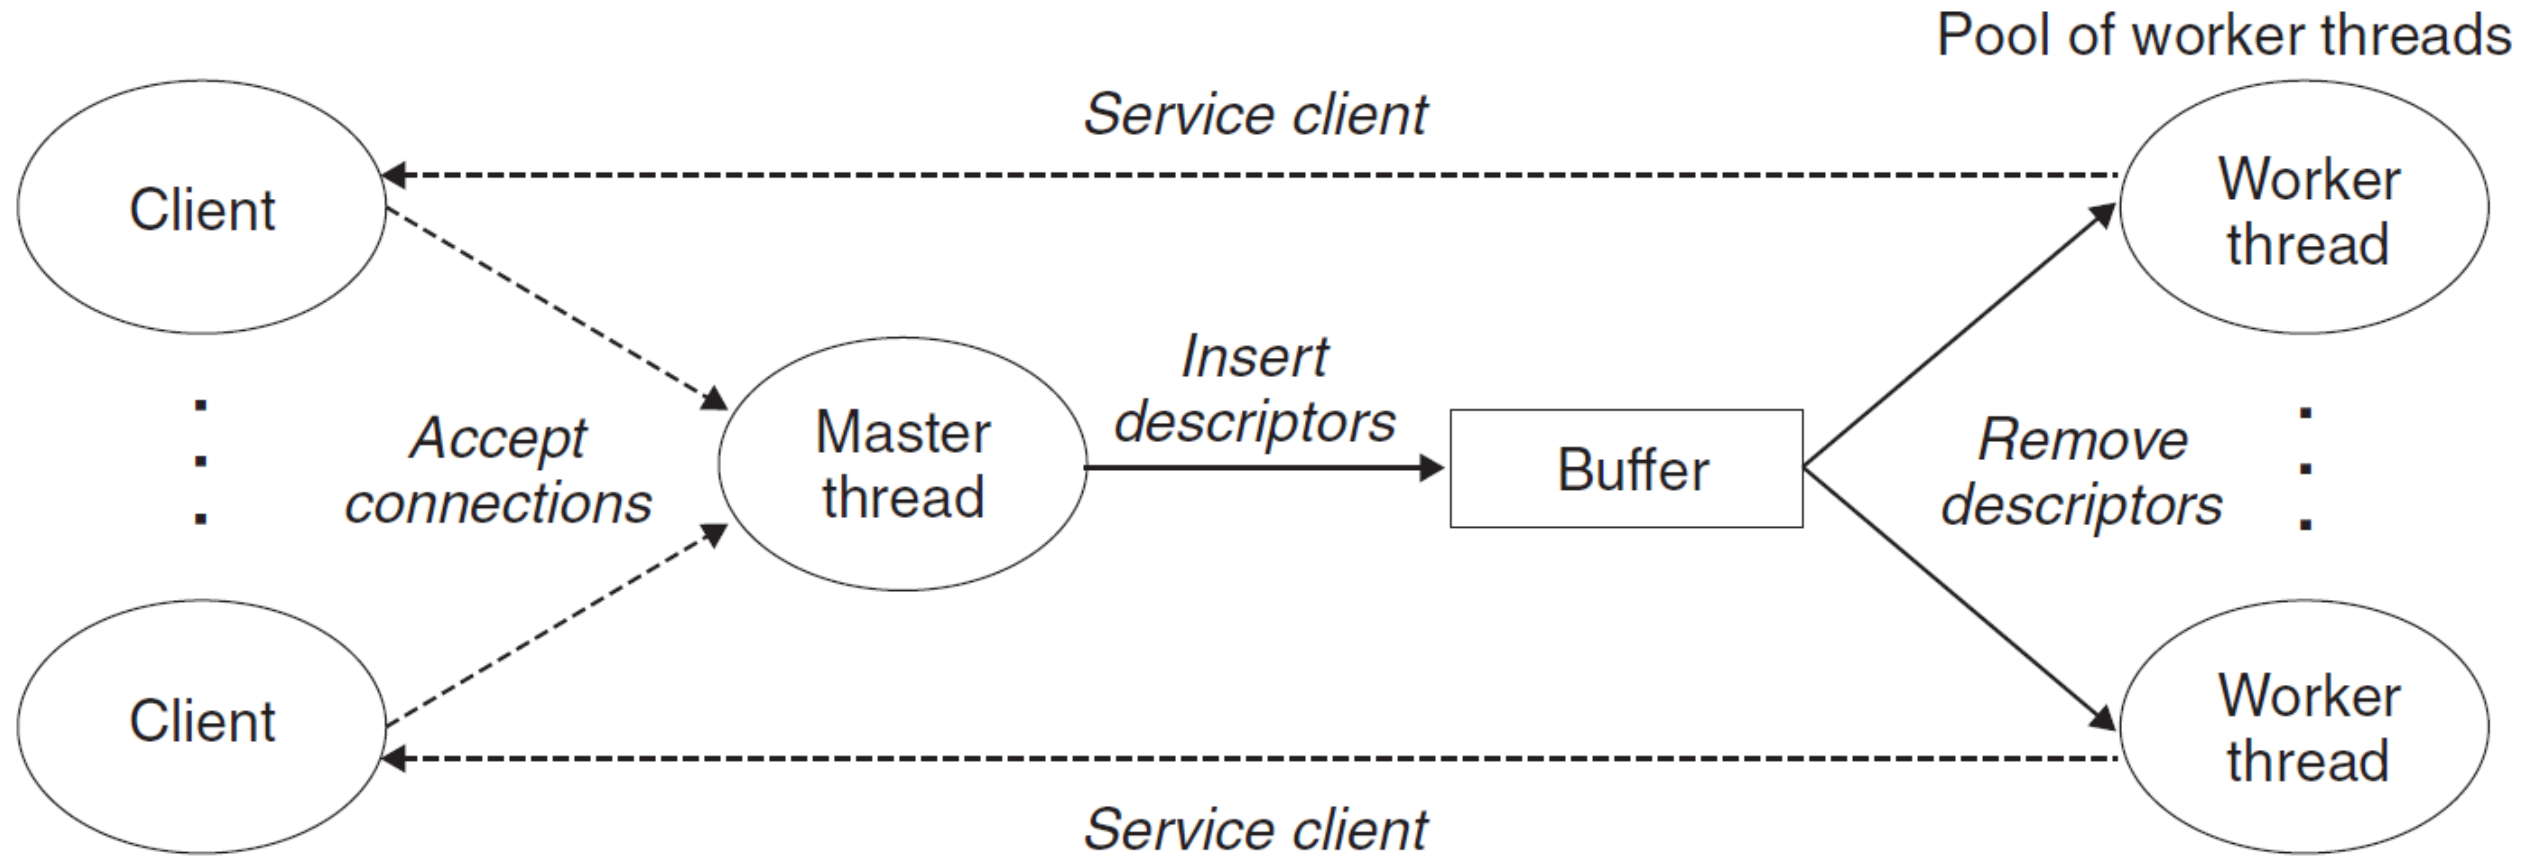 Pool of worker threads
Service client
Client
Worker
thread
Insert
descriptors
Accept
connections
Master
thread
Buffer
Remove
descriptors
Client
Worker
thread
Service client